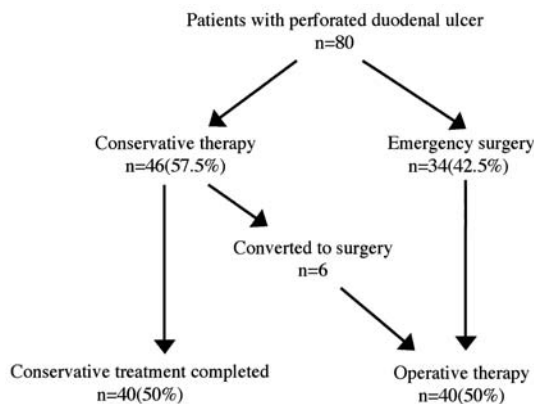 Patients with perforated duodenal ulcer
n=80
Conservative therapy
n=46(57.5%)
Emergency surgery
n=34(42.5%)
Converted to surgery
n=6
Conservative treatment completed
n=40(50%)
Operative therapy
n=40(50%)